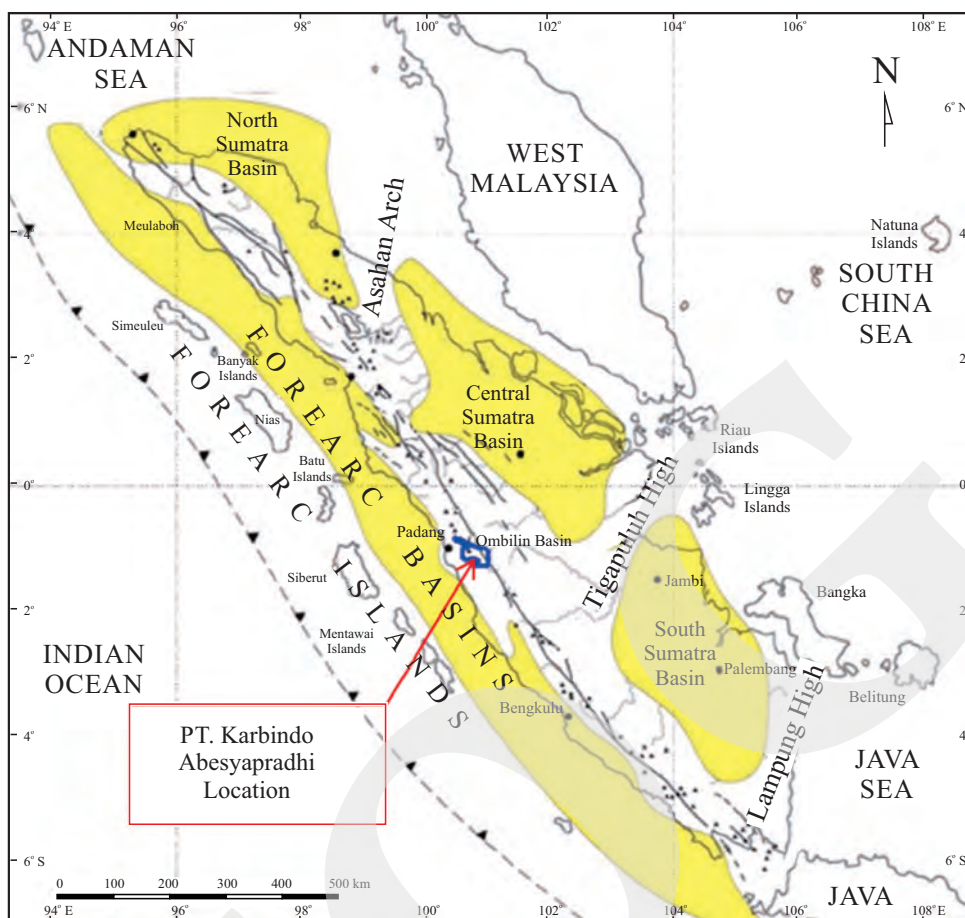 94° E
96°
98°
100°
102°
104°
106°
108° E
ANDAMAN
SEA
N
6° N
6° N
North
Sumatra
Basin
WEST
MALAYSIA
Asahan Arch
Meulaboh
4°
4°
Natuna
Islands
SOUTH
CHINA
SEA
Simeuleu
Banyak
Islands
Nias
Batu
Islands
FOREARC BASINS
FOREARC ISLANDS
2°
2°
Central
Sumatra
Basin
Riau
Islands
0°
0°
Lingga
Islands
Tigapuluh High
Padang
Ombilin Basin
Siberut
Jambi
Bangka
2°
2°
Mentawai
Islands
South
Sumatra
Basin
Palembang
Belitung
INDIAN
OCEAN
Bengkulu
Lampung High
PT. Karbindo
Abesyapradhi
Location
4°
4°
JAVA
SEA
6° S
6° S
0 100 200 300 400 500 km
JAVA
94° E
96°
98°
100°
102°
104°
106°
108° E